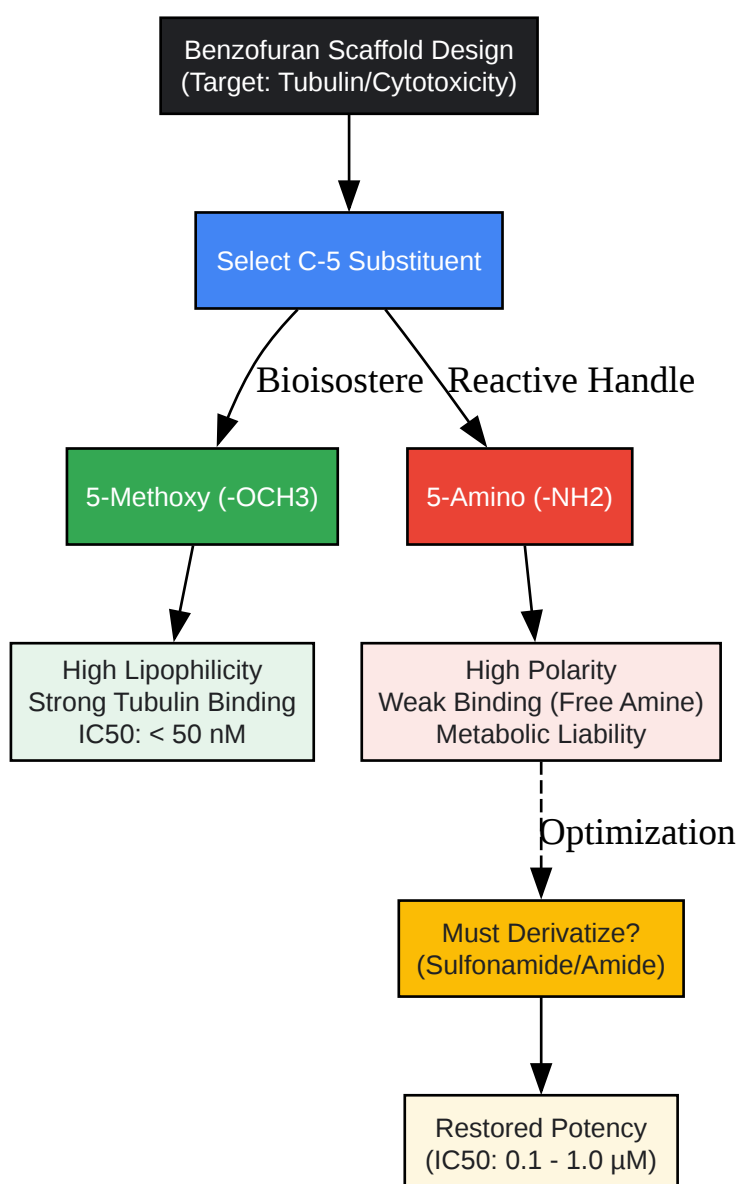 Benzofuran Scaffold Design
(Target: Tubulin/Cytotoxicity)
Select C-5 Substituent
Bioisostere
Reactive Handle
5-Methoxy (-OCH3)
5-Amino (-NH2)
High Lipophilicity
Strong Tubulin Binding
IC50: < 50 nM
High Polarity
Weak Binding (Free Amine)
Metabolic Liability
Optimization
Must Derivatize?
(Sulfonamide/Amide)
Restored Potency
(IC50: 0.1 - 1.0 µM)